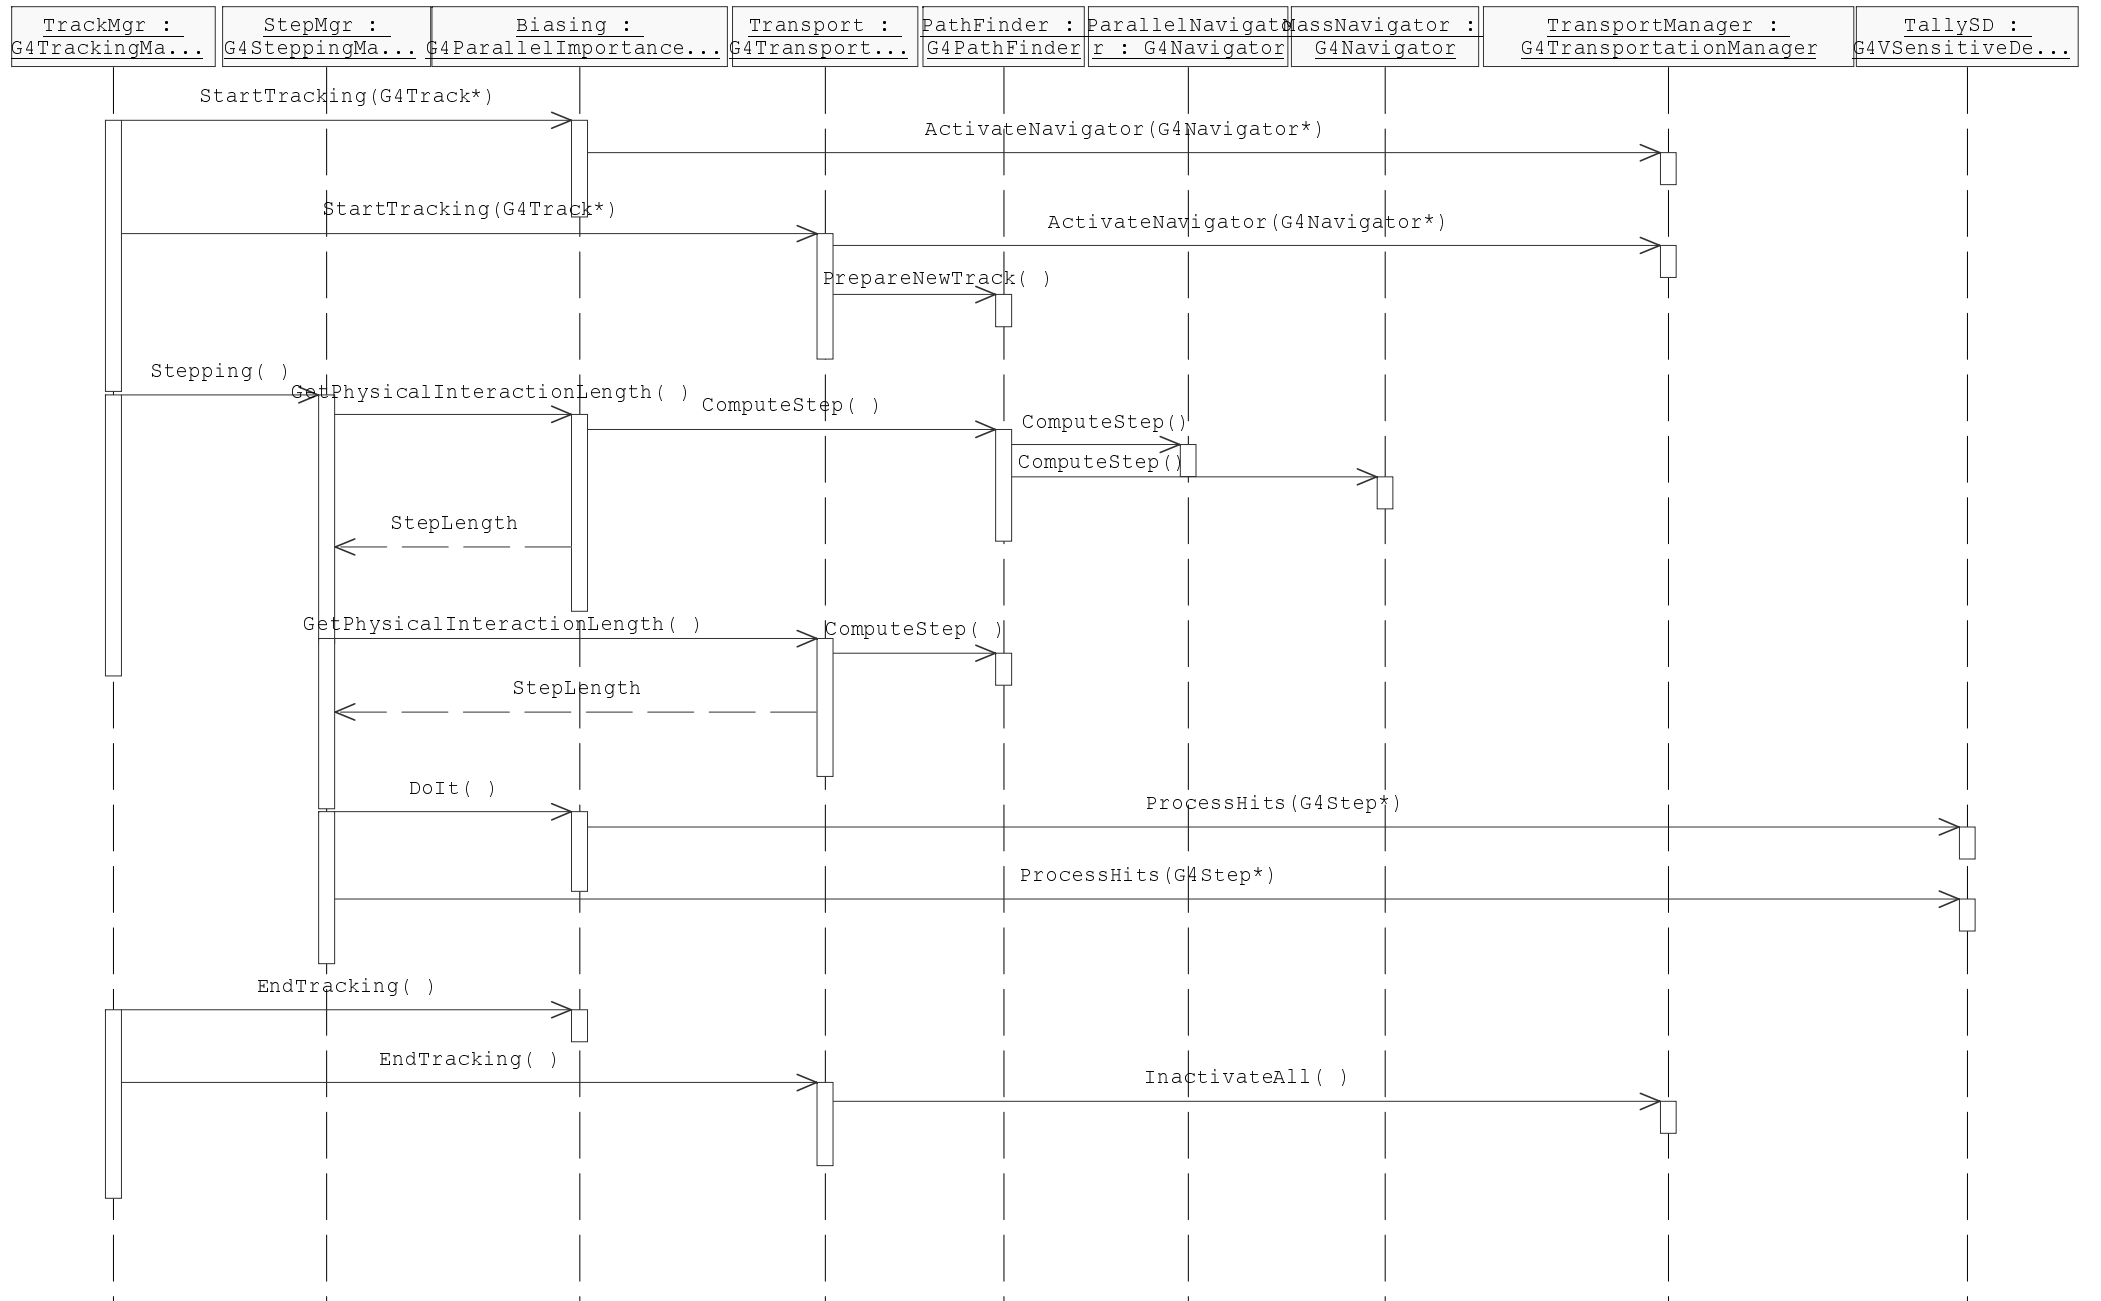 TrackMgr :
G4TrackingMa...
StepMgr :
G4SteppingMa...
Biasing :
G4ParallelImportance...
Transport :
G4Transport...
PathFinder :
G4PathFinder
ParallelNavigato
r : G4Navigator
MassNavigator :
G4Navigator
TransportManager :
G4TransportationManager
TallySD :
G4VSensitiveDe...
StartTracking(G4Track*)
ActivateNavigator(G4Navigator*)
StartTracking(G4Track*)
ActivateNavigator(G4Navigator*)
PrepareNewTrack( )
Stepping( )
GetPhysicalInteractionLength( )
ComputeStep( )
ComputeStep()
ComputeStep()
StepLength
GetPhysicalInteractionLength( )
ComputeStep( )
StepLength
DoIt( )
ProcessHits(G4Step*)
ProcessHits(G4Step*)
EndTracking( )
EndTracking( )
InactivateAll( )